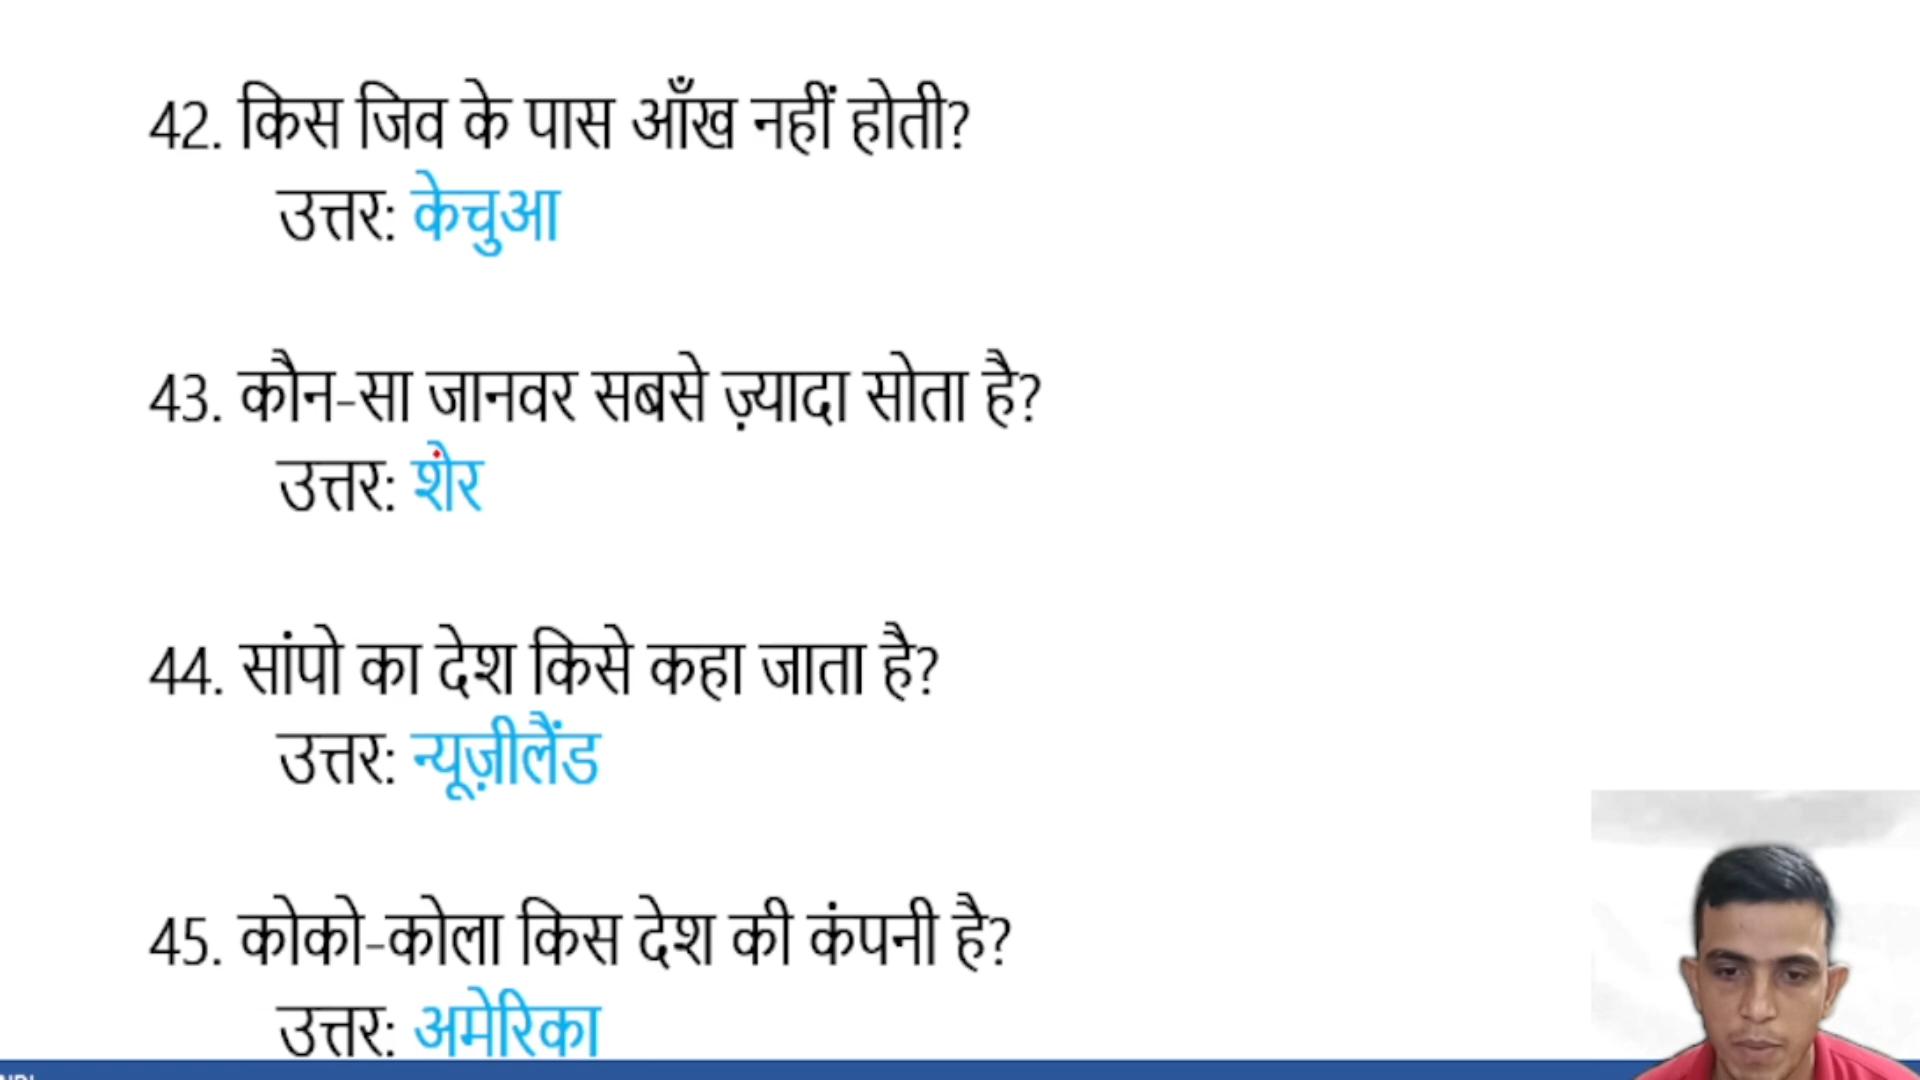 42. किस जिव के पास आँख नहीं होती?
उत्तर: केचुआ
43. कौन-सा जानवर सबसे ज़्यादा सोता है?
उत्तर: शेर
44. सांपो का देश किसे कहा जाता है?
उत्तर: न्यूज़ीलैंड
45. कोको-कोला किस देश की कंपनी है?
उत्तर: अमेरिका